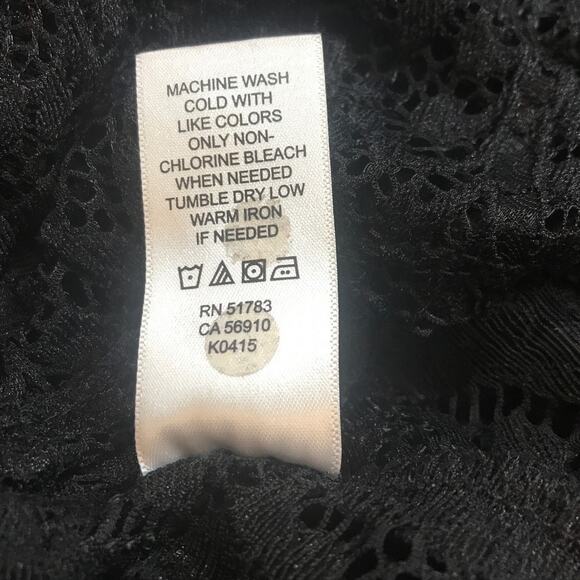 MACHINE WASH
COLD WITH
LIKE COLORS
ONLY NON-
CHLORINE BLEACH
WHEN NEEDED
TUMBLE DRY LOW
WARM IRON
IF NEEDED
RN 51783
CA 56910
K0415